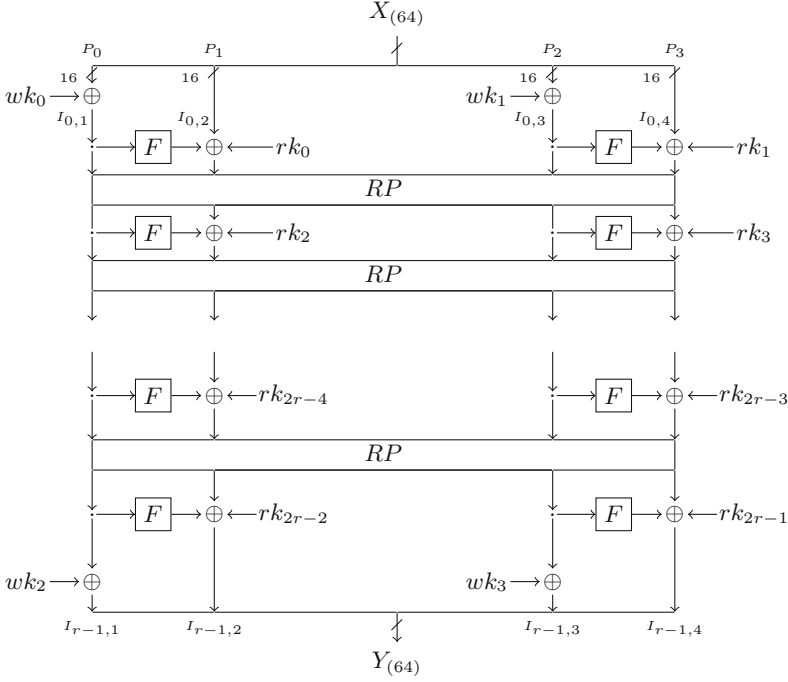 X(64)
P0 P1 P2 P3
16 16 16 16
wk0 wk1
I0,1 I0,2 I0,3 I0,4
F rk0 F rk1
RP
F rk2 F rk3
RP
F rk2r−4 F rk2r−3
RP
F rk2r−2 F rk2r−1
wk2 wk3
Ir−1,1 Ir−1,2 Ir−1,3 Ir−1,4
Y(64)